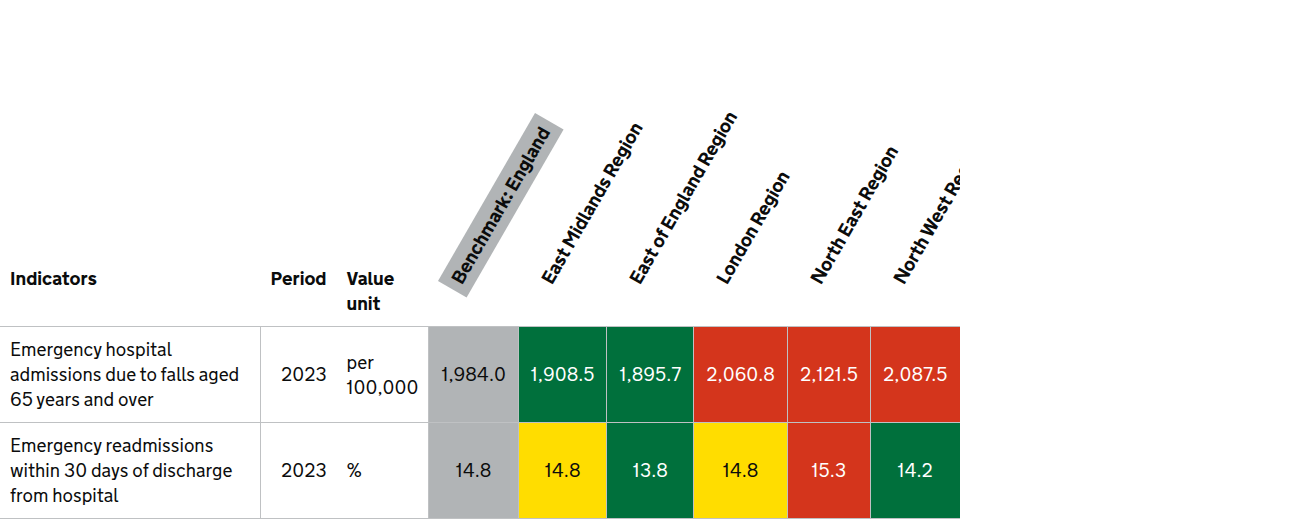 Benchmark: England
East Midlands Region
East of England Region
London Region
North East Region
North West
Indicators
Period
Value
unit
Emergency hospital
admissions due to falls aged
65 years and over
2023
per
100,000
1,984.0
1,908.5
1,895.7
2,060.8
2,121.5
2,087.5
Emergency readmissions
within 30 days of discharge
from hospital
2023
%
14.8
14.8
13.8
14.8
15.3
14.2